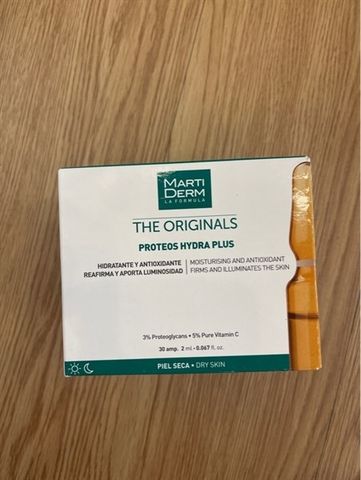 MARTI
DERM
LA FORMULA
THE ORIGINALS
PROTEOS HYDRA PLUS
HIDRATANTE Y ANTIOXIDANTE
REAFIRMA Y APORTA LUMINOSIDAD
MOISTURISING AND ANTIOXIDANT
FIRMS AND ILLUMINATES THE SKIN
3% Proteoglycans • 5% Pure Vitamin C
30 amp. 2 ml - 0.067 fl. oz.
PIEL SECA • DRY SKIN